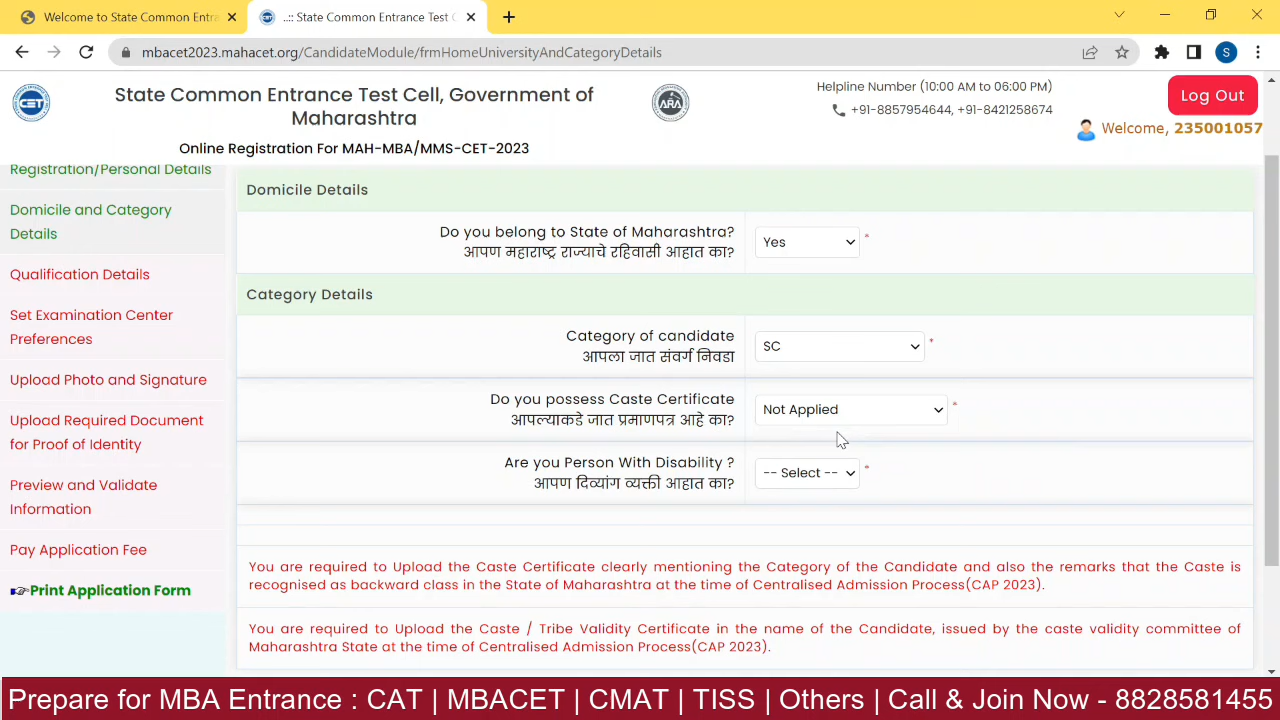 Welcome to State Common Entra
..:: State Common Entrance Test C
mbacet2023.mahacet.org/CandidateModule/frmHomeUniversityAndCategoryDetails
S
CET
State Common Entrance Test Cell, Government of
Maharashtra
Online Registration For MAH-MBA/MMS-CET-2023
ARA
Helpline Number (10:00 AM to 06:00 PM)
+91-8857954644, +91-8421258674
Log Out
Welcome, 235001057
Registration/Personal Details
Domicile and Category
Details
Qualification Details
Set Examination Center
Preferences
Upload Photo and Signature
Upload Required Document
for Proof of Identity
Preview and Validate
Information
Pay Application Fee
Print Application Form
Domicile Details
Do you belong to State of Maharashtra?
आपण महाराष्ट्र राज्याचे रहिवासी आहात का?
Yes *
Category Details
Category of candidate
आपला जात संवर्ग निवडा
SC *
Do you possess Caste Certificate
आपल्याकडे जात प्रमाणपत्र आहे का?
Not Applied *
Are you Person With Disability ?
आपण दिव्यांग व्यक्ती आहात का?
-- Select -- *
You are required to Upload the Caste Certificate clearly mentioning the Category of the Candidate and also the remarks that the Caste is
recognised as backward class in the State of Maharashtra at the time of Centralised Admission Process(CAP 2023).
You are required to Upload the Caste / Tribe Validity Certificate in the name of the Candidate, issued by the caste validity committee of
Maharashtra State at the time of Centralised Admission Process(CAP 2023).
Prepare for MBA Entrance : CAT | MBACET | CMAT | TISS | Others | Call & Join Now - 8828581455